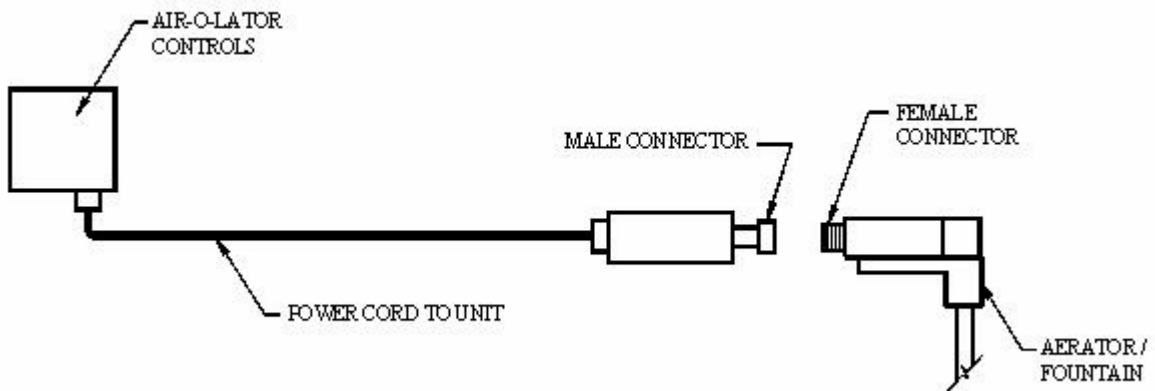 AIR-O-LATOR
CONTROLS
MALE CONNECTOR
FEMALE
CONNECTOR
POWER CORD TO UNIT
AERATOR /
FOUNTAIN